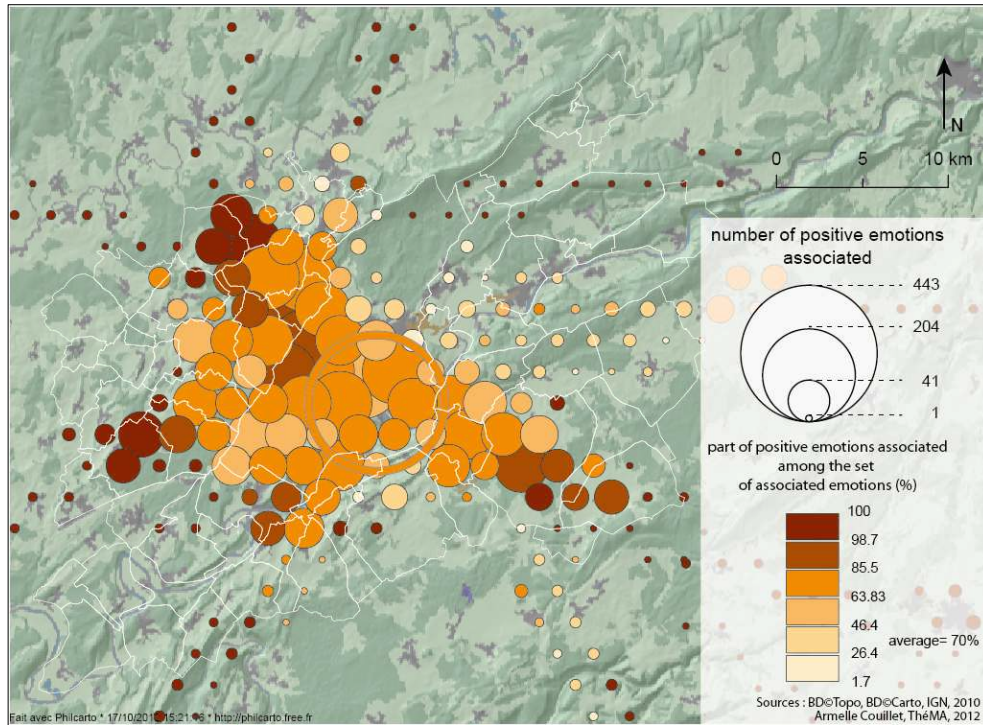 N
0 5 10 km
number of positive emotions
associated
443
204
41
1
part of positive emotions associated
among the set
of associated emotions (%)
100
98.7
85.5
63.83
46.4
average= 70%
26.4
1.7
Sources : BD©Topo, BD©Carto, IGN, 2010
Armelle Couillet, ThéMA, 2012
Fait avec Philcarto * 17/10/2012 15:21:16 * http://philcarto.free.fr